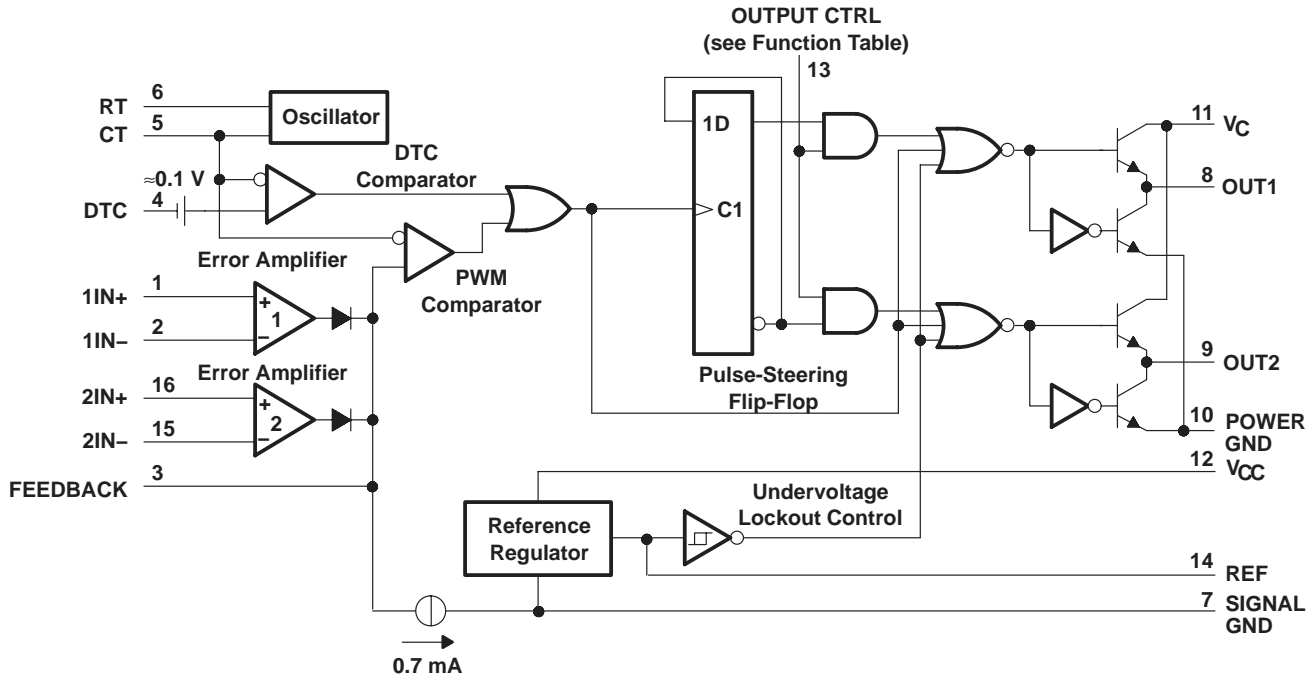 OUTPUT CTRL
(see Function Table)
13
RT
6
Oscillator
CT
5
DTC
Comparator
≈0.1 V
DTC
4
1D
C1
11
VC
8
OUT1
Error Amplifier
PWM
Comparator
1IN+
1
+
1
1IN−
2
−
Error Amplifier
2IN+
16
+
2
2IN−
15
−
Pulse-Steering
Flip-Flop
9
OUT2
10
POWER
GND
FEEDBACK
3
12
VCC
Reference
Regulator
Undervoltage
Lockout Control
14
REF
7
SIGNAL
GND
0.7 mA